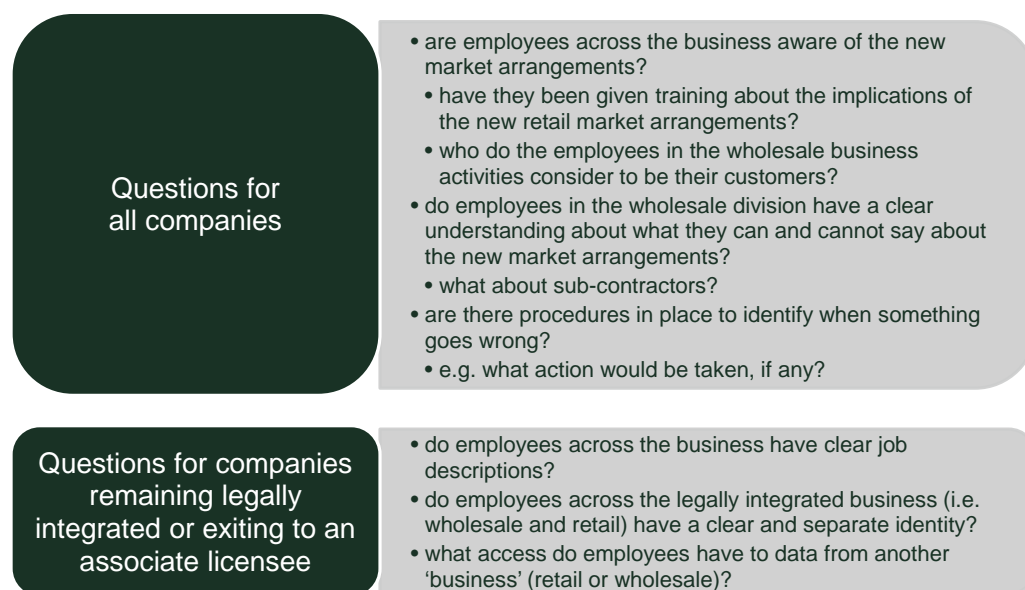 Questions for
all companies
• are employees across the business aware of the new
market arrangements?
• have they been given training about the implications of
the new retail market arrangements?
• who do the employees in the wholesale business
activities consider to be their customers?
• do employees in the wholesale division have a clear
understanding about what they can and cannot say about
the new market arrangements?
• what about sub-contractors?
• are there procedures in place to identify when something
goes wrong?
• e.g. what action would be taken, if any?
Questions for companies
remaining legally
integrated or exiting to an
associate licensee
• do employees across the business have clear job
descriptions?
• do employees across the legally integrated business (i.e.
wholesale and retail) have a clear and separate identity?
• what access do employees have to data from another
‘business’ (retail or wholesale)?